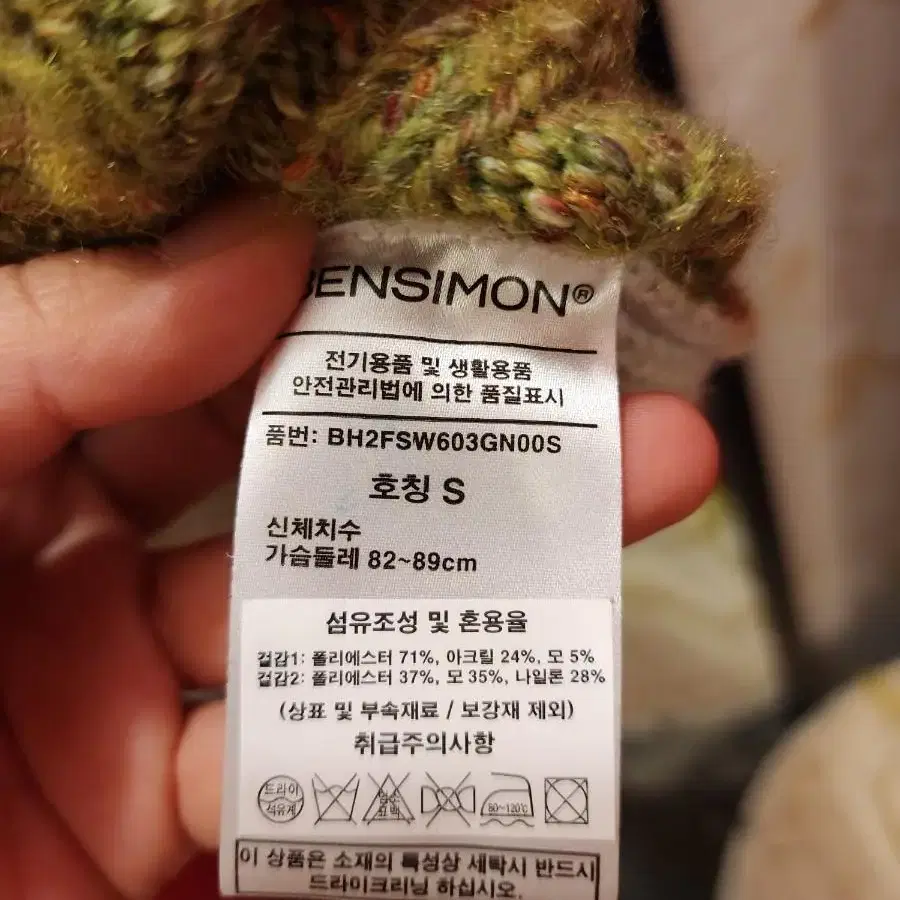 BENSIMON®
전기용품 및 생활용품
안전관리법에 의한 품질표시
품번: BH2FSW603GN00S
호칭 S
신체치수
가슴둘레 82~89cm
섬유조성 및 혼용율
겉감1: 폴리에스터 71%, 아크릴 24%, 모 5%
겉감2: 폴리에스터 37%, 모 35%, 나일론 28%
(상표 및 부속재료 / 보강재 제외)
취급주의사항
드라이
석유계
염소
표백
80~120℃
이 상품은 소재의 특성상 세탁시 반드시
드라이크리닝 하십시오.